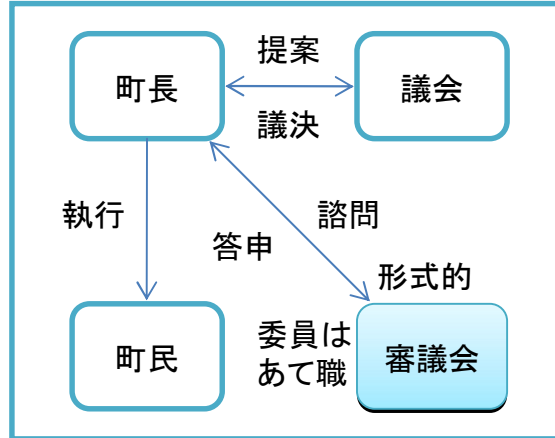 提案
町長
議会
議決
執行
諮問
答申
形式的
町民
委員は
あて職
審議会